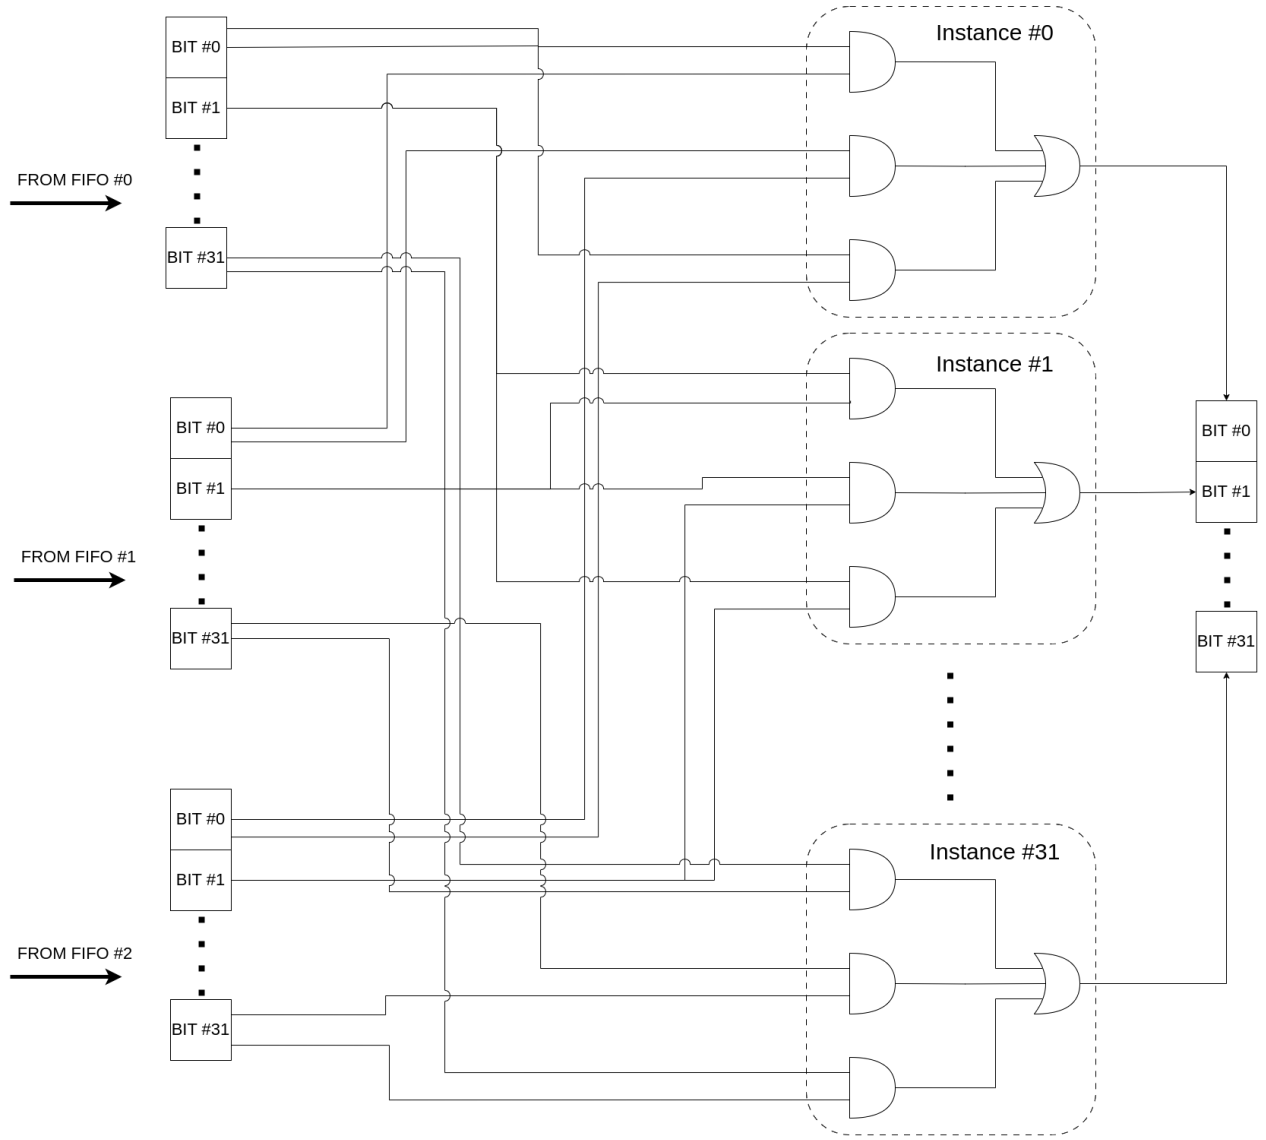 Instance #0
BIT #0
BIT #1
FROM FIFO #0
BIT #31
Instance #1
BIT #0
BIT #1
FROM FIFO #1
BIT #31
BIT #0
BIT #1
BIT #31
Instance #31
BIT #0
BIT #1
FROM FIFO #2
BIT #31